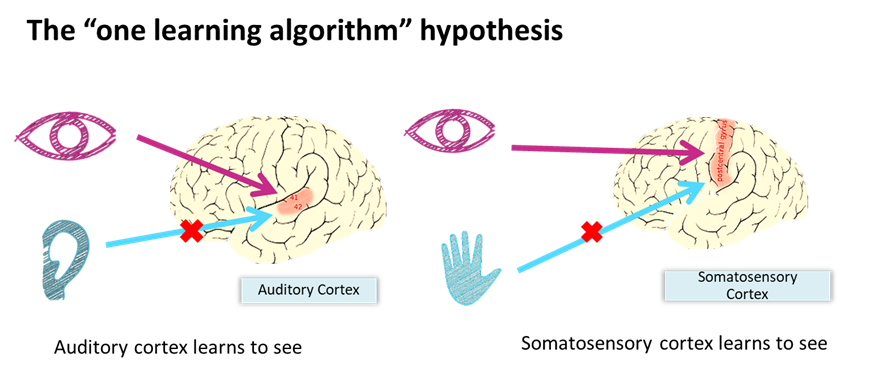 The “one learning algorithm” hypothesis
41
42
Auditory Cortex
Auditory cortex learns to see
postcentral gyrus
Somatosensory
Cortex
Somatosensory cortex learns to see